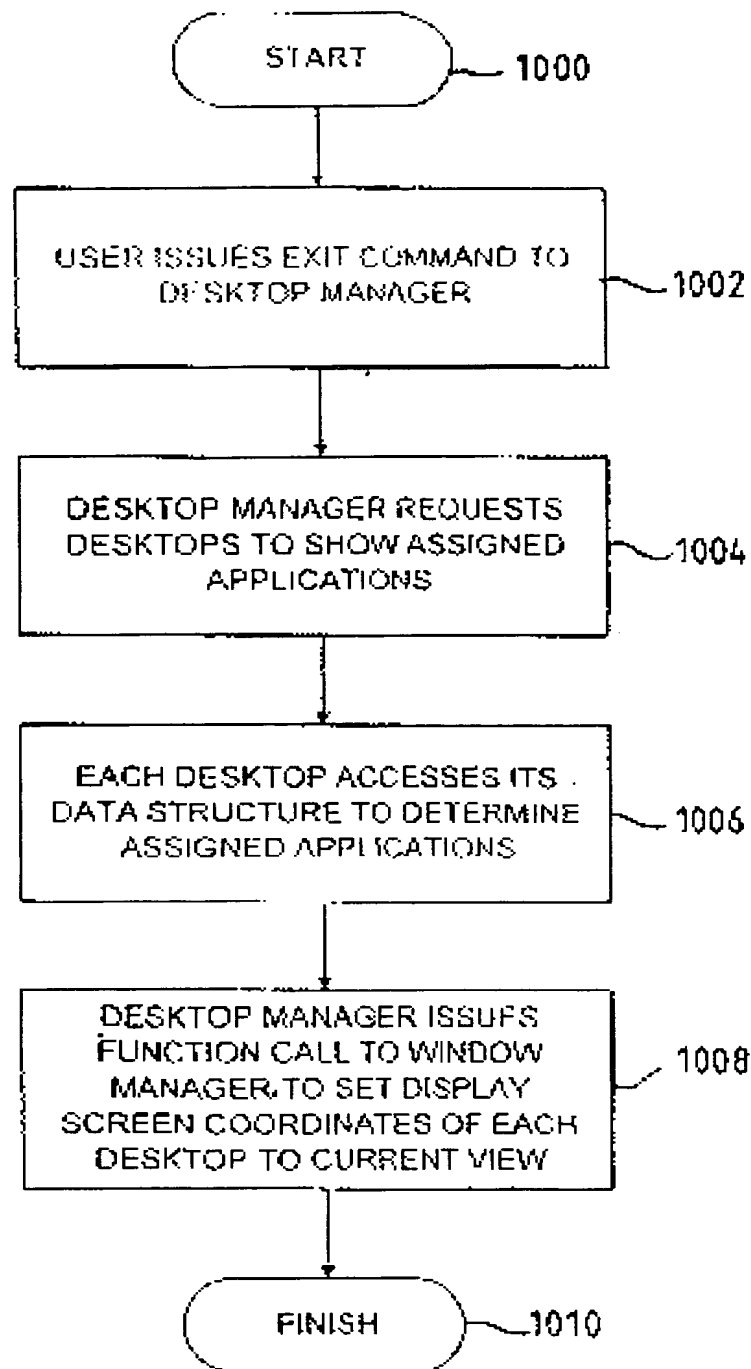 START
1000
USER ISSUES EXIT COMMAND TO
DESKTOP MANAGER
1002
DESKTOP MANAGER REQUESTS
DESKTOPS TO SHOW ASSIGNED
APPLICATIONS
1004
EACH DESKTOP ACCESSES ITS
DATA STRUCTURE TO DETERMINE
ASSIGNED APPLICATIONS
1006
DESKTOP MANAGER ISSUES
FUNCTION CALL TO WINDOW
MANAGER TO SET DISPLAY
SCREEN COORDINATES OF EACH
DESKTOP TO CURRENT VIEW
1008
FINISH
1010